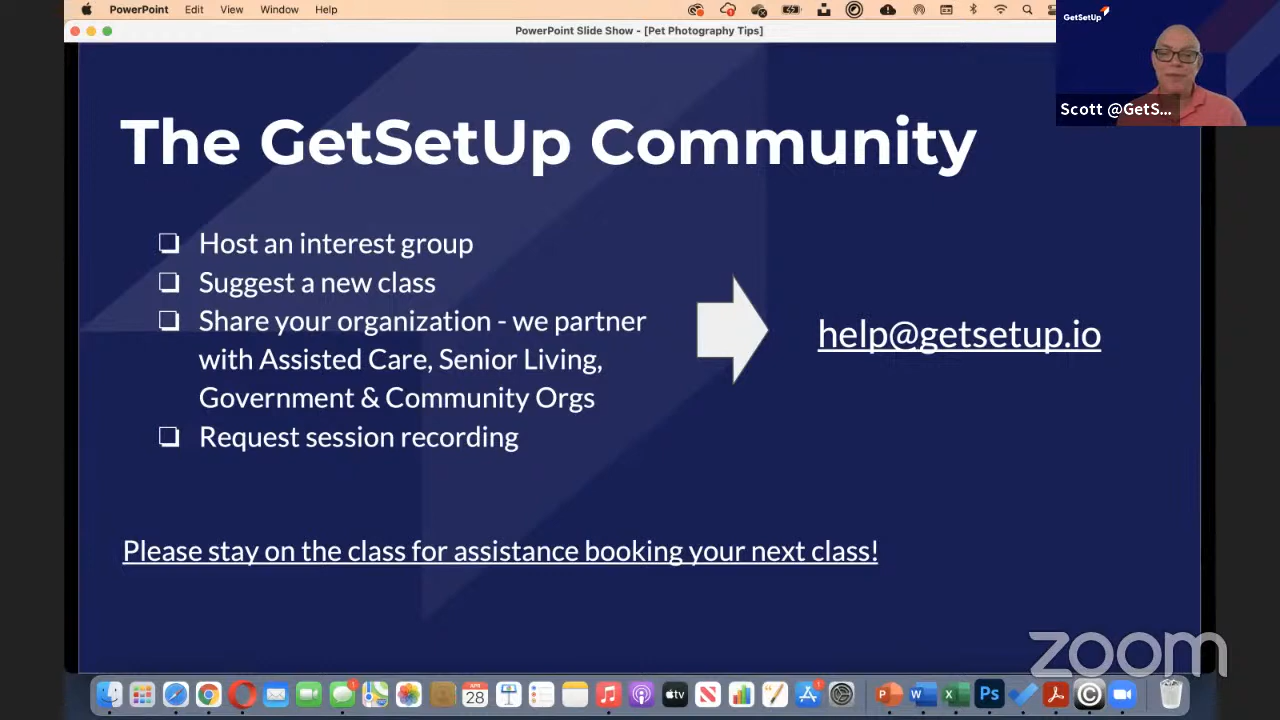 PowerPoint Edit View Window Help
PowerPoint Slide Show - [Pet Photography Tips]
GetSetUp
Scott @GetS...
The GetSetUp Community
❏ Host an interest group
❏ Suggest a new class
❏ Share your organization - we partner
with Assisted Care, Senior Living,
Government & Community Orgs
❏ Request session recording
help@getsetup.io
Please stay on the class for assistance booking your next class!
zoom
APR
28
tv